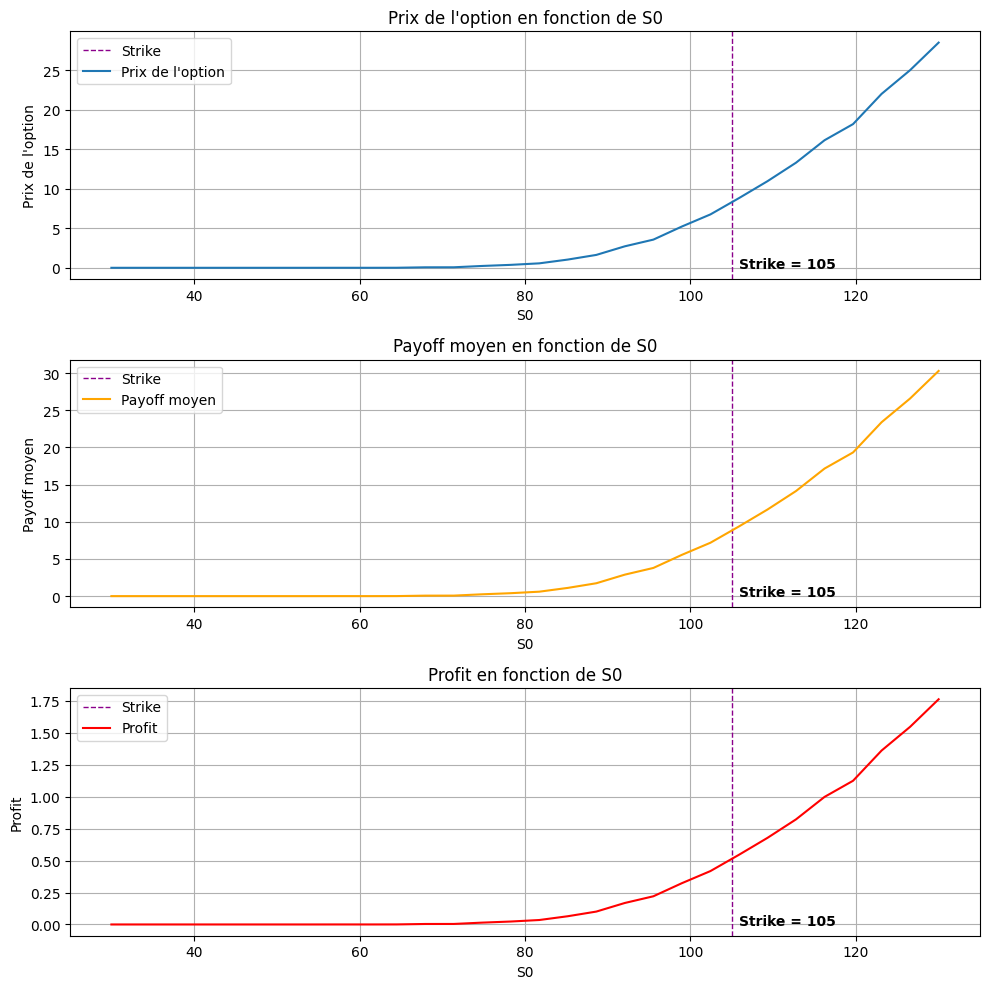 Prix de l'option en fonction de S0
Strike
Prix de l'option
Prix de l'option
25
20
15
10
5
0
Strike = 105
40 60 80 100 120
S0
Payoff moyen en fonction de S0
Strike
Payoff moyen
Payoff moyen
30
25
20
15
10
5
0
Strike = 105
40 60 80 100 120
S0
Profit en fonction de S0
Strike
Profit
Profit
1.75
1.50
1.25
1.00
0.75
0.50
0.25
0.00
Strike = 105
40 60 80 100 120
S0